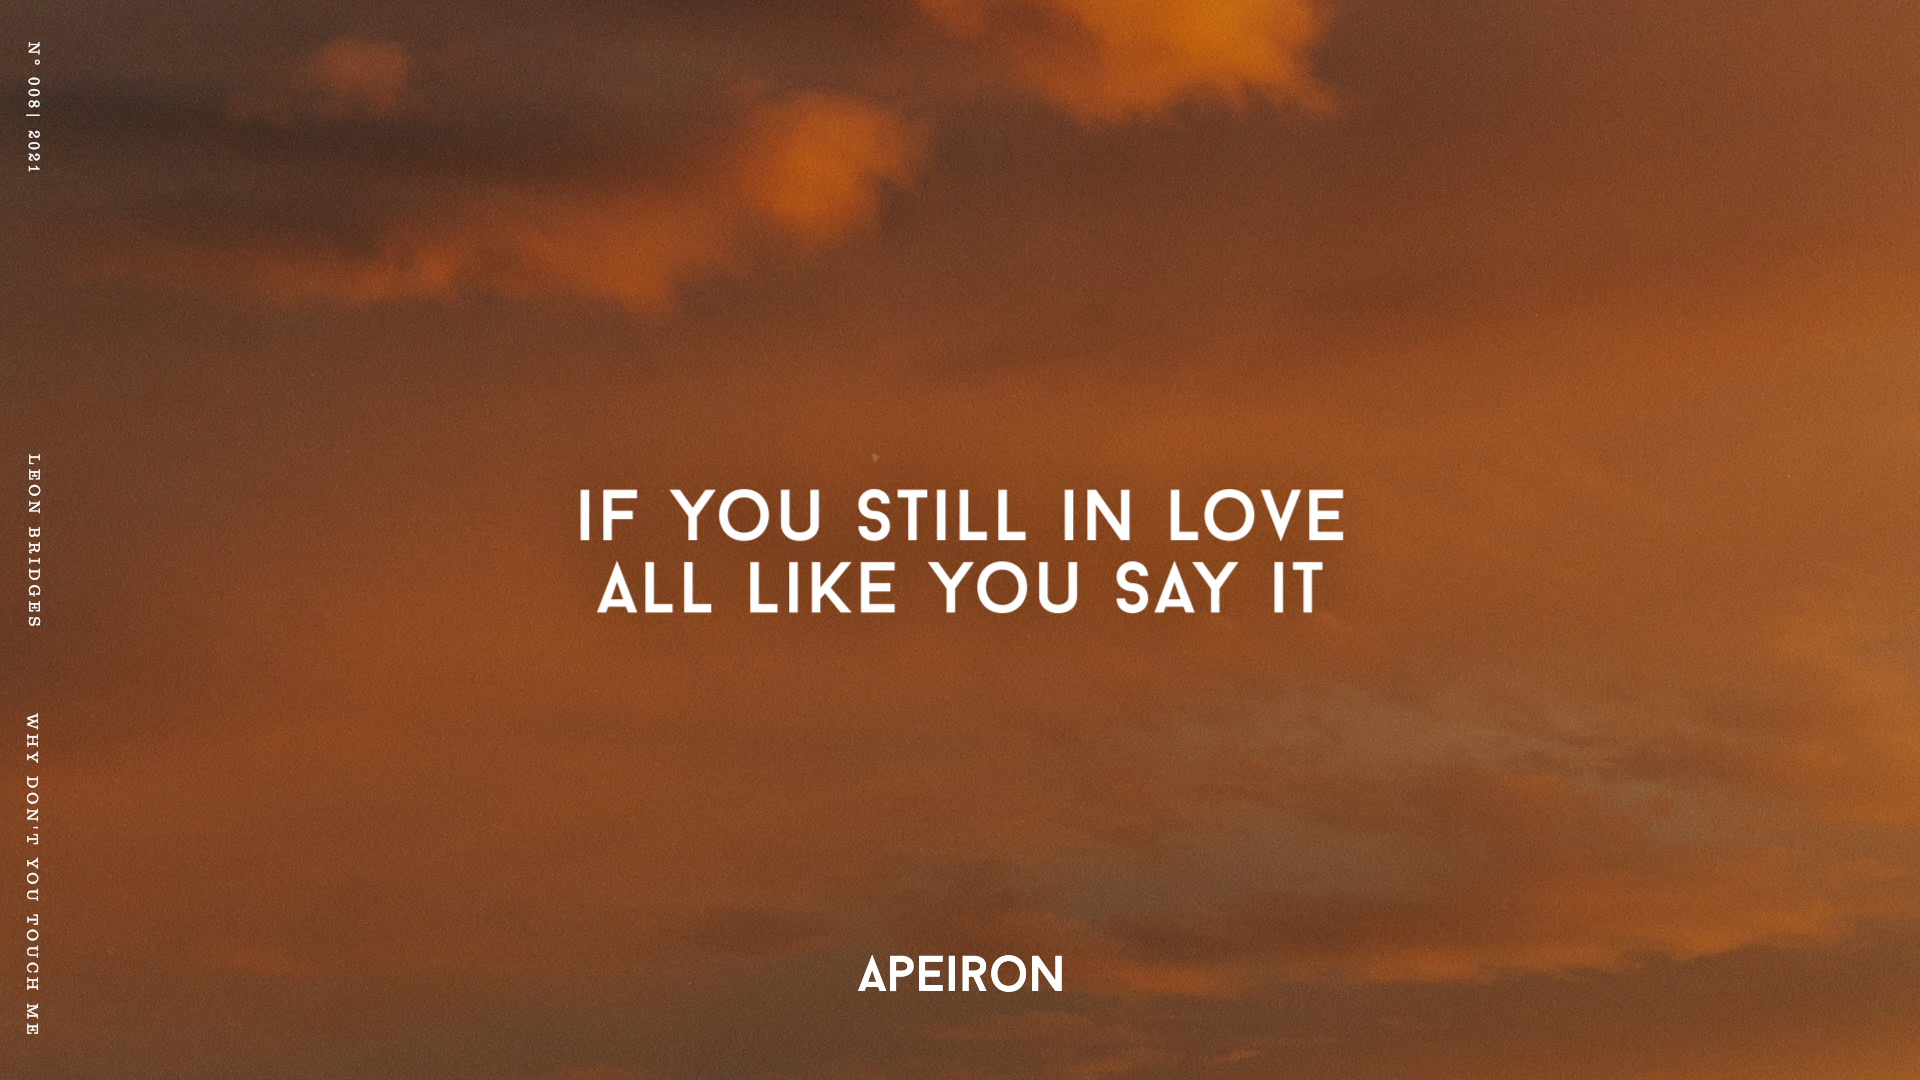 N° 008 | 2021
LEON BRIDGES
WHY DON'T YOU TOUCH ME
IF YOU STILL IN LOVE
ALL LIKE YOU SAY IT
APEIRON